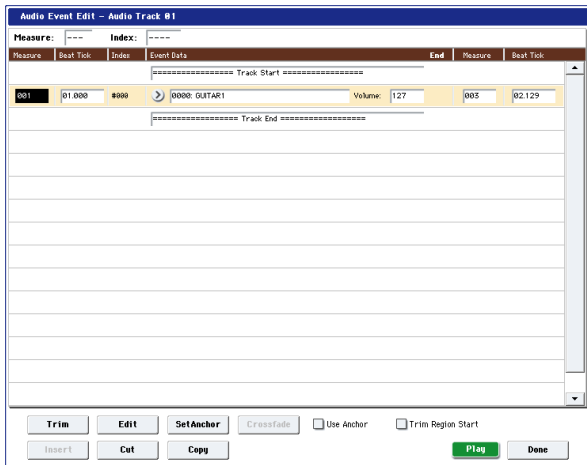 Audio Event Edit – Audio Track 01
Measure: --- Index: ----
Measure Beat Tick Index Event Data End Measure Beat Tick
================= Track Start =================
001 01.000 #000 0000: GUITAR1 Volume: 127 003 02.129
================== Track End ==================
Trim Edit SetAnchor Crossfade Use Anchor Trim Region Start
Insert Cut Copy Play Done